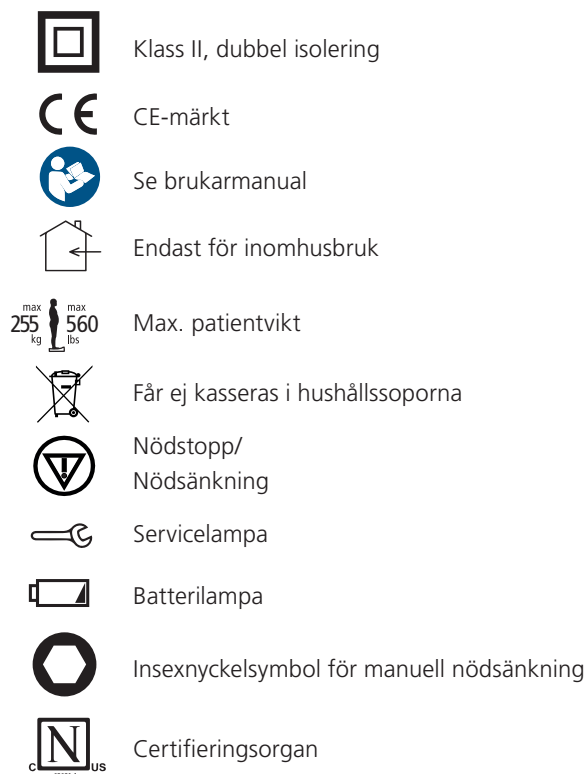 Klass II, dubbel isolering
CE CE-märkt
Se brukarmanual
Endast för inomhusbruk
max max
255 560
kg lbs
Max. patientvikt
Får ej kasseras i hushållssoporna
Nödstopp/
Nödsänkning
Servicelampa
Batterilampa
Insexnyckelsymbol för manuell nödsänkning
N
C US
Certifieringsorgan